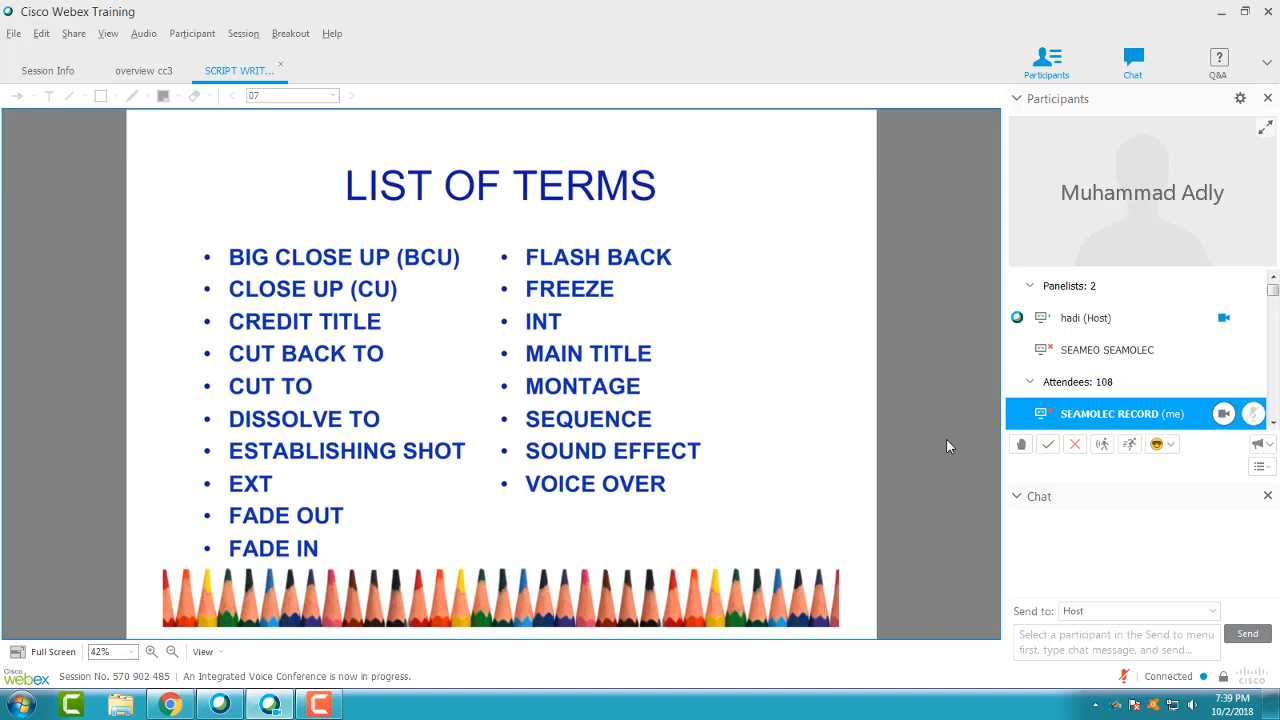 Cisco Webex Training
File Edit Share View Audio Participant Session Breakout Help
Session Info overview cc3 SCRIPT WRIT...
Participants Chat Q&A
07
LIST OF TERMS
• BIG CLOSE UP (BCU)
• CLOSE UP (CU)
• CREDIT TITLE
• CUT BACK TO
• CUT TO
• DISSOLVE TO
• ESTABLISHING SHOT
• EXT
• FADE OUT
• FADE IN
• FLASH BACK
• FREEZE
• INT
• MAIN TITLE
• MONTAGE
• SEQUENCE
• SOUND EFFECT
• VOICE OVER
Participants
Muhammad Adly
Panelists: 2
hadi (Host)
SEAMEO SEAMOLEC
Attendees: 108
SEAMOLEC RECORD (me)
Chat
Send to: Host
Select a participant in the Send to menu
first, type chat message, and send...
Send
Full Screen 42% View
Cisco
webex
Session No. 570 902 485 | An Integrated Voice Conference is now in progress.
Connected
cisco
7:39 PM
10/2/2018